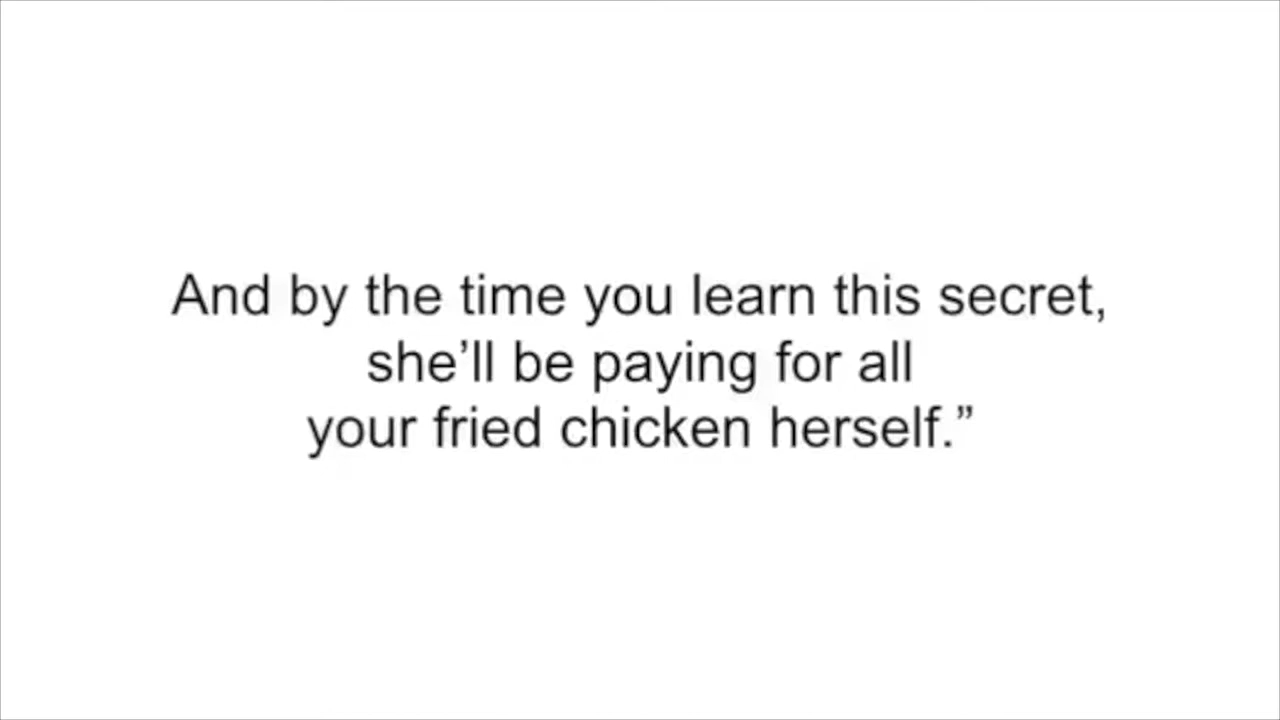 And by the time you learn this secret,
she’ll be paying for all
your fried chicken herself.”